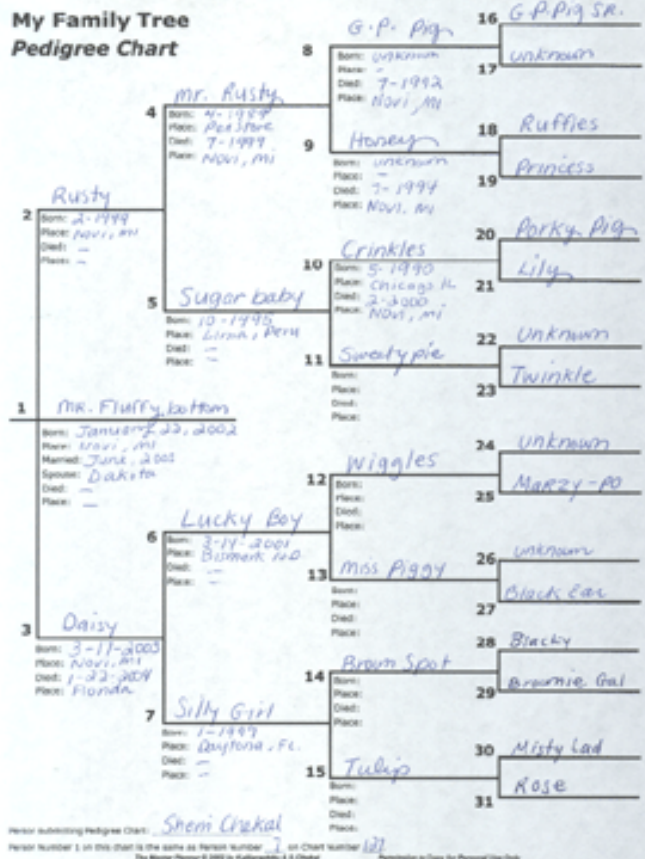 My Family Tree
Pedigree Chart
1 Mr. Fluffy bottom
Born: January 22, 2002
Place: Novi, MI
Married: June, 2003
Spouse: Dakota
Died: -
Place: -
2 Rusty
Born: 2-1999
Place: Novi, MI
Died: -
Place: -
3 Daisy
Born: 3-11-2003
Place: Novi, MI
Died: 1-22-2004
Place: Florida
4 Mr. Rusty
Born:
Place: Pet Store
Died: 7-1999
Place: Novi, MI
5 Sugar baby
Born: 10-1995
Place: Lima, Peru
Died: -
Place: -
6 Lucky Boy
Born: 3-14-2001
Place: Bismark N.D.
Died: -
Place: -
7 Silly Girl
Born: 1-1999
Place: Daytona, FL.
Died: -
Place: -
8 G.P. Pig
Born: unknown
Place: -
Died: 7-1992
Place: Novi, MI
9 Honey
Born: unknown
Place: -
Died: 7-1994
Place: Novi, MI
10 Crinkles
Born: 5-1990
Place: Chicago IL
Died: 2-2000
Place: Novi, MI
11 Sweetypie
Born:
Place:
Died:
Place:
12 Wiggles
Born:
Place:
Died:
Place:
13 Miss Piggy
Born:
Place:
Died:
Place:
14 Brown Spot
Born:
Place:
Died:
Place:
15 Tulip
Born:
Place:
Died:
Place:
16 G.P. Pig SR.
17 unknown
18 Ruffles
19 Princess
20 Porky Pig
21 Lily
22 Unknown
23 Twinkle
24 unknown
25 Marzy-Po
26 unknown
27 Black Ear
28 Blacky
29 Brownie Gal
30 Misty Lad
31 Rose
Person submitting Pedigree Chart: Sherri Chekal
Person Number 1 on this chart is the same as Person Number 1 on Chart Number 127